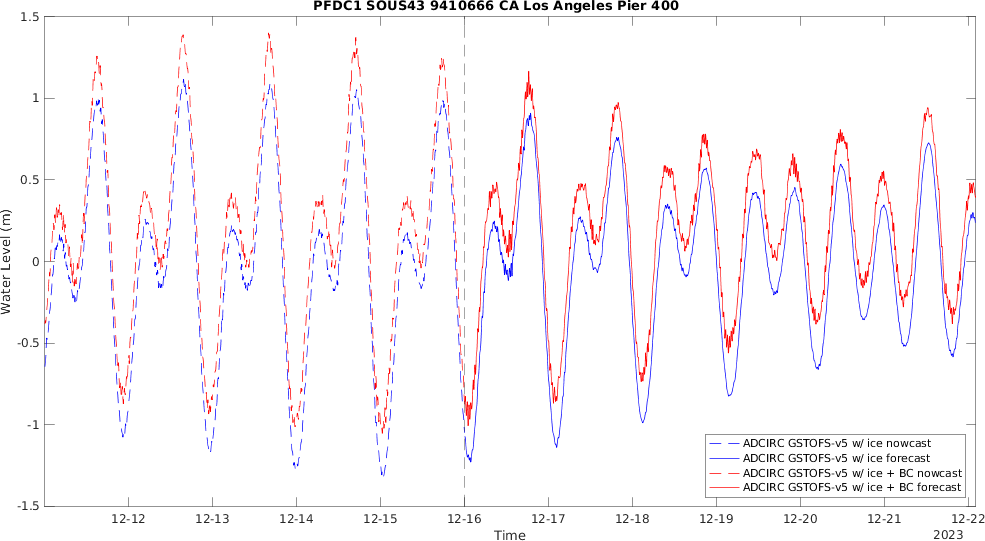 PFDC1 SOUS43 9410666 CA Los Angeles Pier 400
1.5
1
0.5
0
-0.5
-1
-1.5
Water Level (m)
ADCIRC GSTOFS-v5 w/ ice nowcast
ADCIRC GSTOFS-v5 w/ ice forecast
ADCIRC GSTOFS-v5 w/ ice + BC nowcast
ADCIRC GSTOFS-v5 w/ ice + BC forecast
12-12 12-13 12-14 12-15 12-16 12-17 12-18 12-19 12-20 12-21 12-22
Time
2023